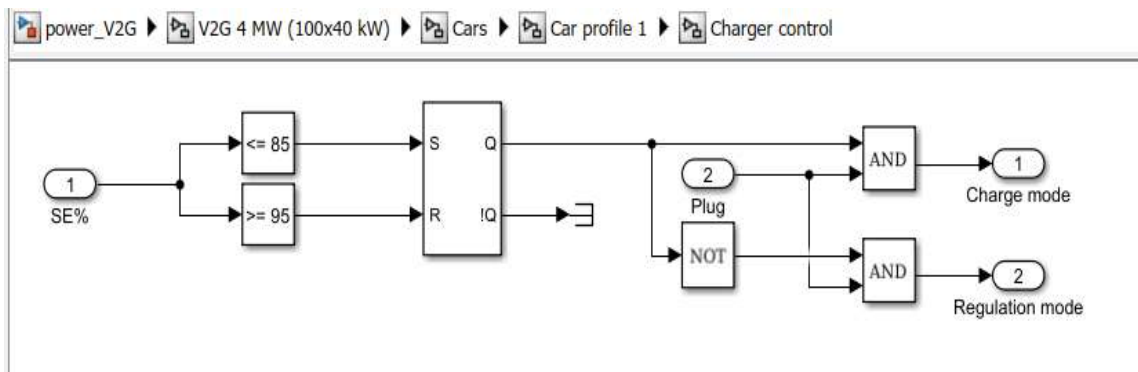 power_V2G V2G 4 MW (100x40 kW) Cars Car profile 1 Charger control
<= 85
S Q
AND
1
1
2
Charge mode
SE%
Plug
>= 95
R !Q
NOT
AND
2
Regulation mode